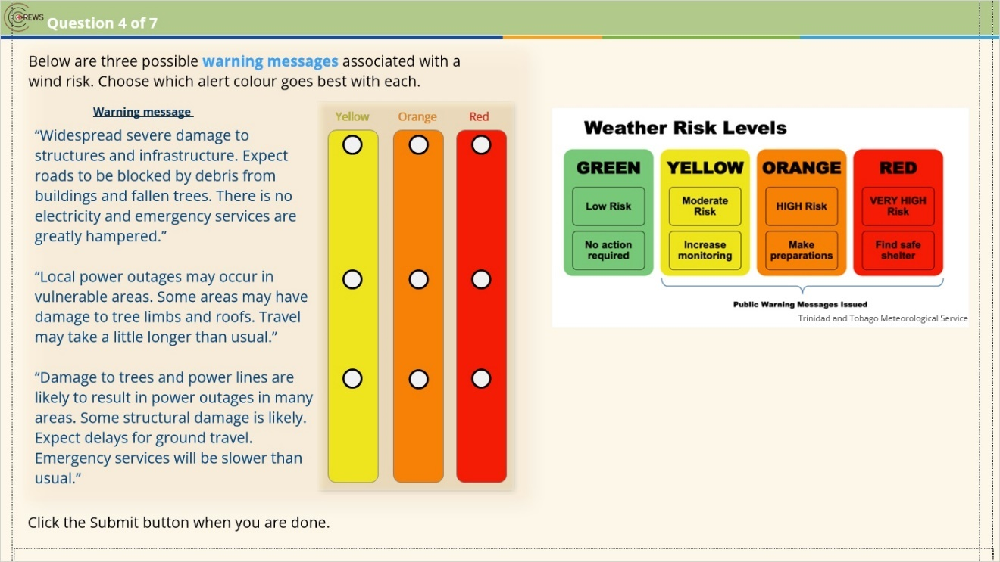 CREWS
Question 4 of 7
Below are three possible warning messages associated with a
wind risk. Choose which alert colour goes best with each.
Warning message
Yellow Orange Red
“Widespread severe damage to
structures and infrastructure. Expect
roads to be blocked by debris from
buildings and fallen trees. There is no
electricity and emergency services are
greatly hampered.”
“Local power outages may occur in
vulnerable areas. Some areas may have
damage to tree limbs and roofs. Travel
may take a little longer than usual.”
“Damage to trees and power lines are
likely to result in power outages in many
areas. Some structural damage is likely.
Expect delays for ground travel.
Emergency services will be slower than
usual.”
Click the Submit button when you are done.
Weather Risk Levels
GREEN
Low Risk
No action
required
YELLOW
Moderate
Risk
Increase
monitoring
ORANGE
HIGH Risk
Make
preparations
RED
VERY HIGH
Risk
Find safe
shelter
Public Warning Messages Issued
Trinidad and Tobago Meteorological Service